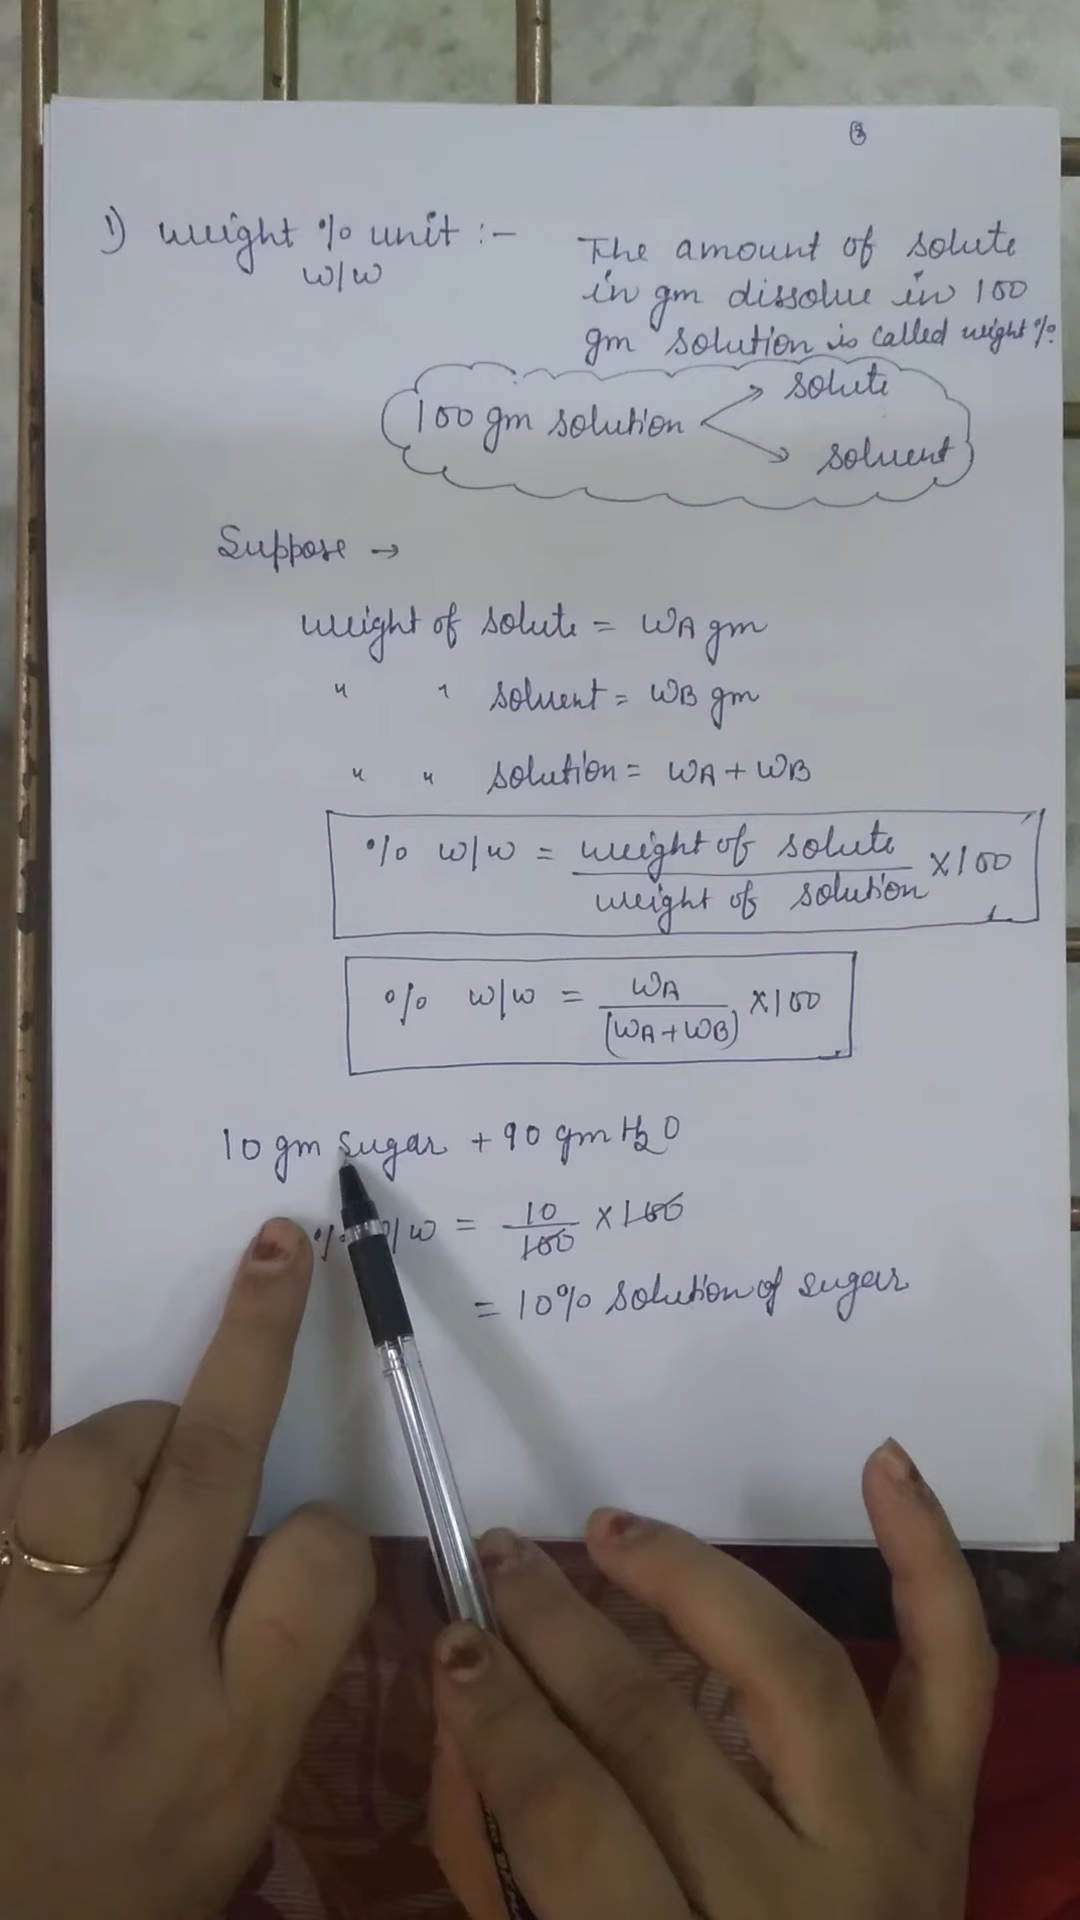 3
1) weight % unit :-
w/w
The amount of solute
in gm dissolve in 100
gm solution is called weight %.
100 gm solution
solute
solvent
Suppose →
weight of solute = WA gm
" " solvent = WB gm
" " solution = WA + WB
% w/w = weight of solute / weight of solution × 100
% w/w = WA / (WA + WB) × 100
10 gm sugar + 90 gm H2O
% w/w = 10 / 100 × 100
= 10% solution of sugar